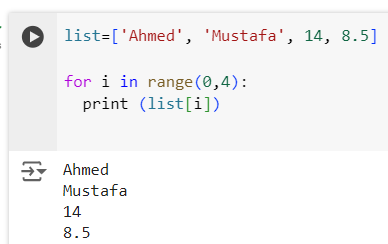 list=['Ahmed', 'Mustafa', 14, 8.5]
for i in range(0,4):
  print (list[i])
Ahmed
Mustafa
14
8.5